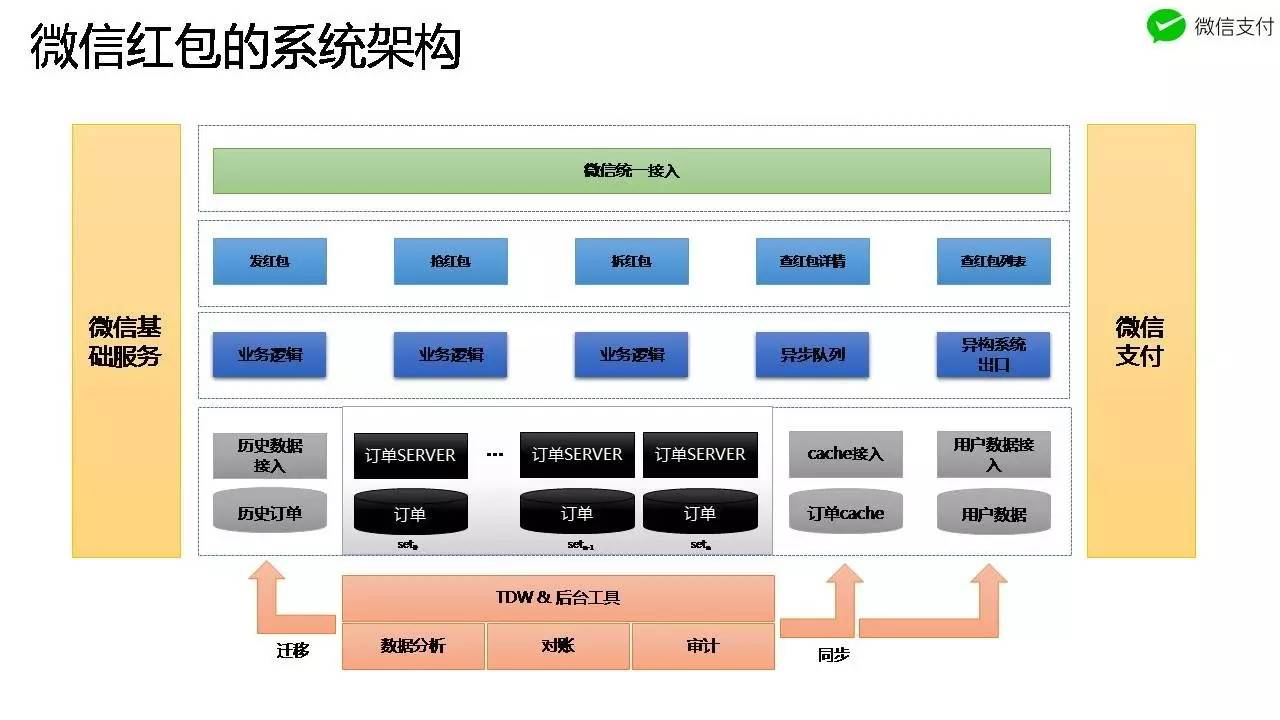 微信红包的系统架构
微信支付
微信统一接入
发红包
抢红包
拆红包
查红包详情
查红包列表
微信基
础服务
业务逻辑
业务逻辑
业务逻辑
异步队列
异构系统
出口
微信
支付
历史数据
接入
订单SERVER
...
订单SERVER
订单SERVER
cache接入
用户数据接
入
历史订单
订单
订单
订单
订单cache
用户数据
set₀
setₙ₋₁
setₙ
TDW & 后台工具
数据分析
对账
审计
迁移
同步